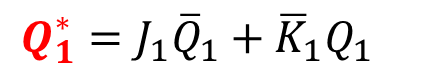 Q₁* = J₁Q̅₁ + K̅₁Q₁